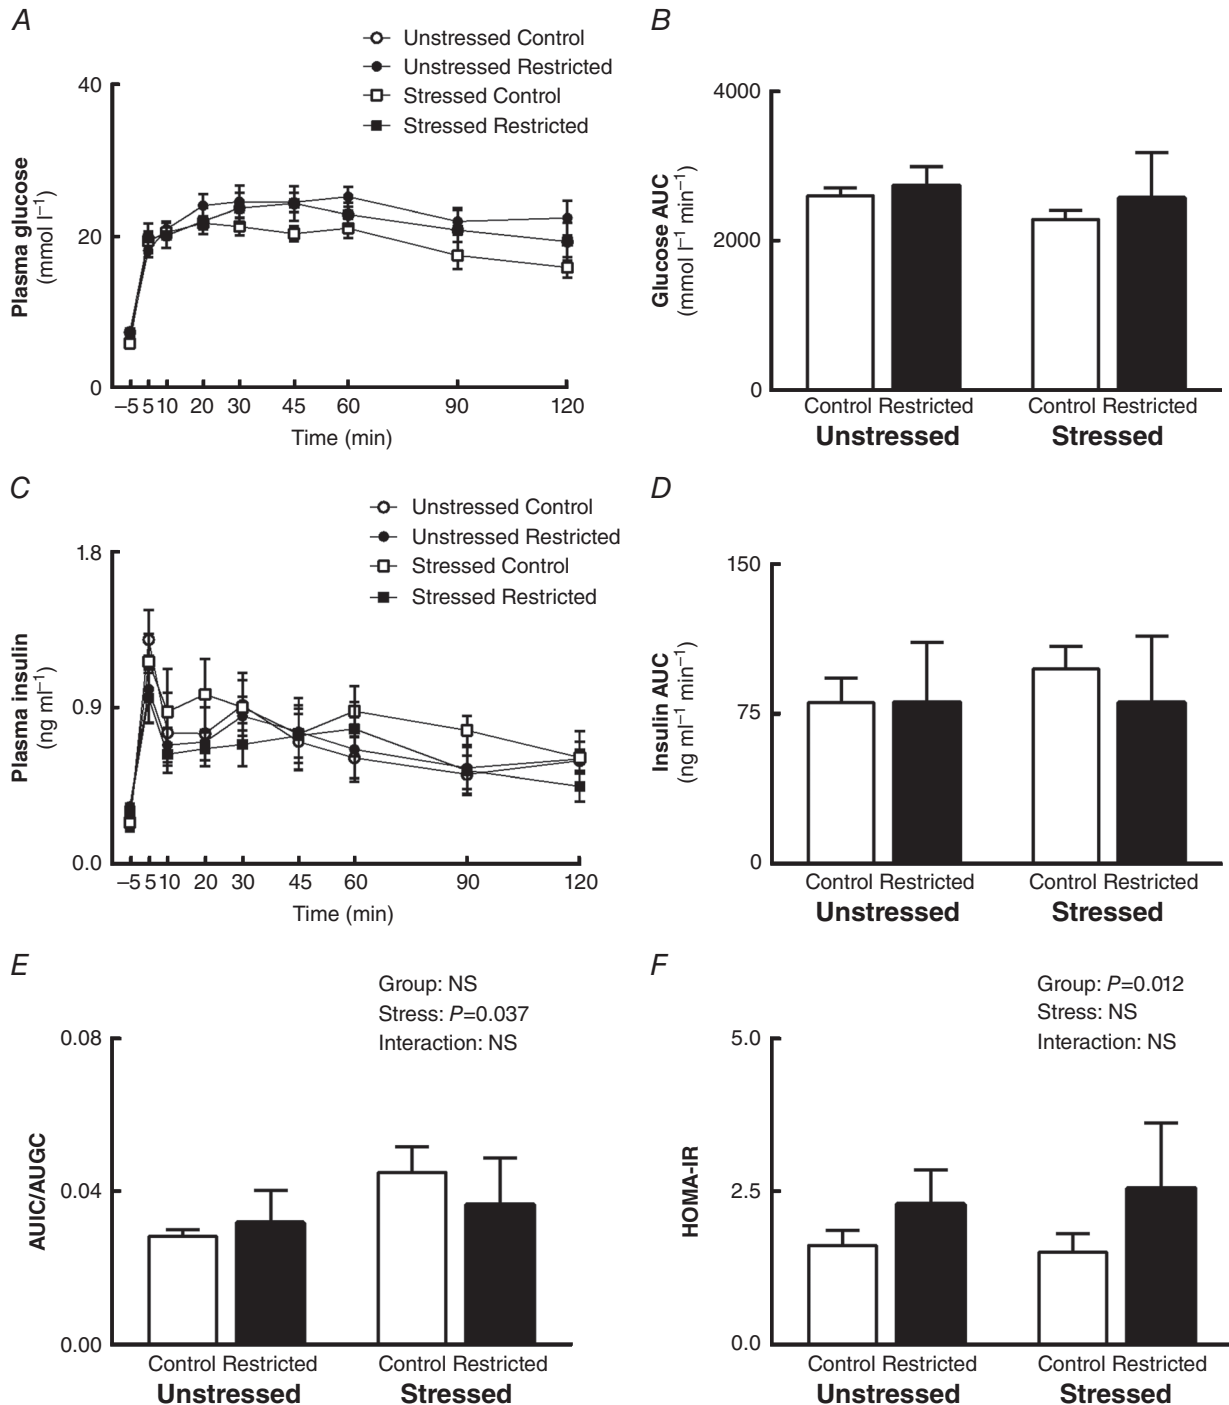 A
Unstressed Control
Unstressed Restricted
Stressed Control
Stressed Restricted
Plasma glucose
(mmol l⁻¹)
40
20
0
–5 5 10 20 30 45 60 90 120
Time (min)
B
Glucose AUC
(mmol l⁻¹ min⁻¹)
4000
2000
0
Control Restricted Control Restricted
Unstressed Stressed
C
Unstressed Control
Unstressed Restricted
Stressed Control
Stressed Restricted
Plasma insulin
(ng ml⁻¹)
1.8
0.9
0.0
–5 5 10 20 30 45 60 90 120
Time (min)
D
Insulin AUC
(ng ml⁻¹ min⁻¹)
150
75
0
Control Restricted Control Restricted
Unstressed Stressed
E
Group: NS
Stress: P=0.037
Interaction: NS
AUIC/AUGC
0.08
0.04
0.00
Control Restricted Control Restricted
Unstressed Stressed
F
Group: P=0.012
Stress: NS
Interaction: NS
HOMA-IR
5.0
2.5
0.0
Control Restricted Control Restricted
Unstressed Stressed